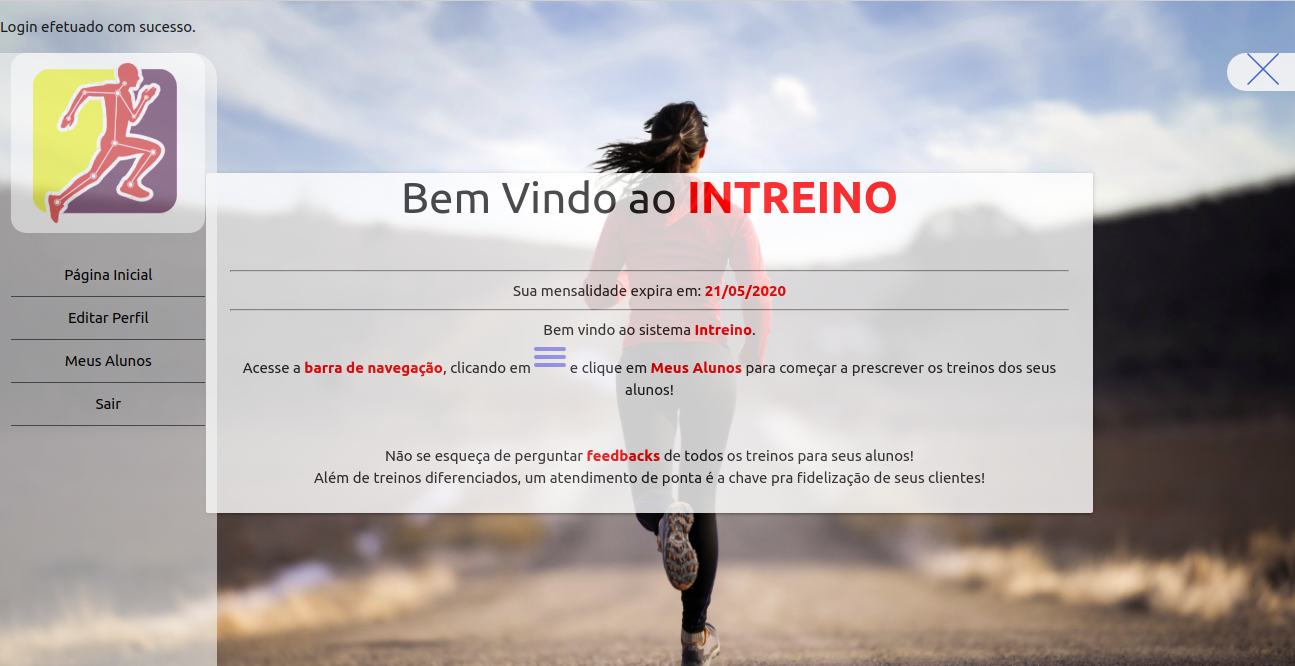 Login efetuado com sucesso.
Página Inicial
Editar Perfil
Meus Alunos
Sair
Bem Vindo ao INTREINO
Sua mensalidade expira em: 21/05/2020
Bem vindo ao sistema Intreino.
Acesse a barra de navegação, clicando em e clique em Meus Alunos para começar a prescrever os treinos dos seus
alunos!
Não se esqueça de perguntar feedbacks de todos os treinos para seus alunos!
Além de treinos diferenciados, um atendimento de ponta é a chave pra fidelização de seus clientes!